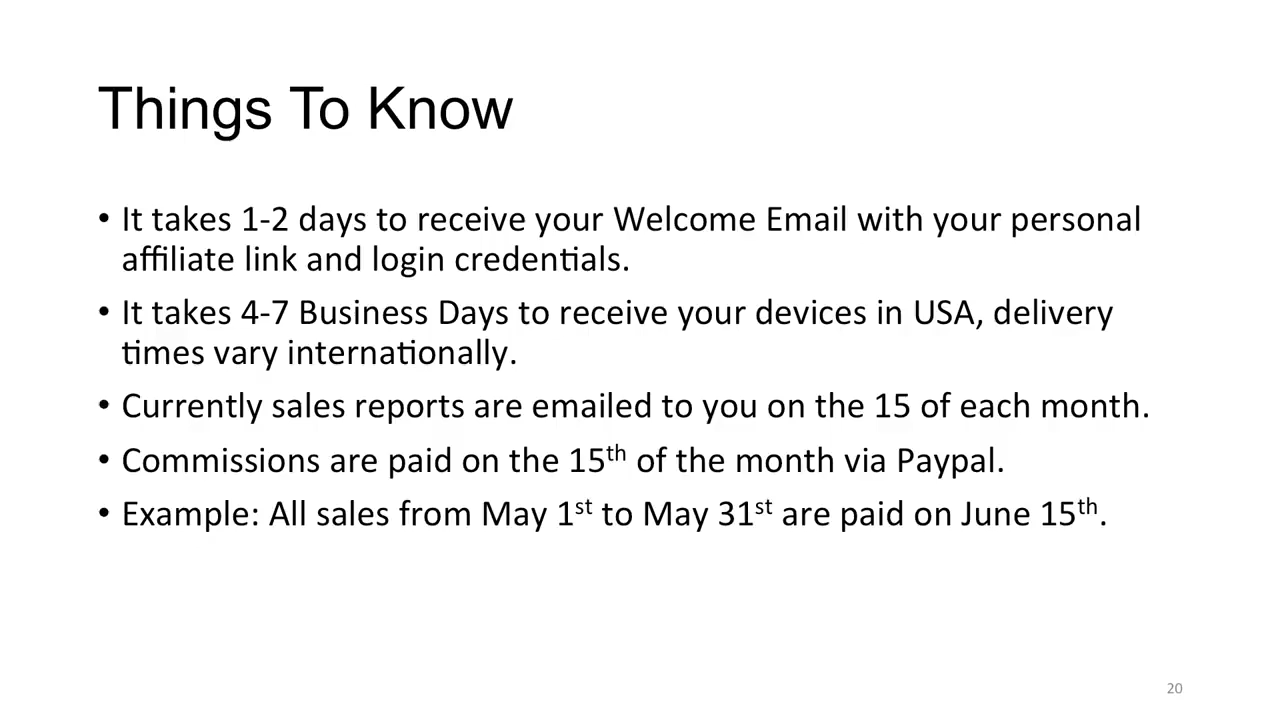 Things To Know
• It takes 1-2 days to receive your Welcome Email with your personal
affiliate link and login credentials.
• It takes 4-7 Business Days to receive your devices in USA, delivery
times vary internationally.
• Currently sales reports are emailed to you on the 15 of each month.
• Commissions are paid on the 15th of the month via Paypal.
• Example: All sales from May 1st to May 31st are paid on June 15th.
20